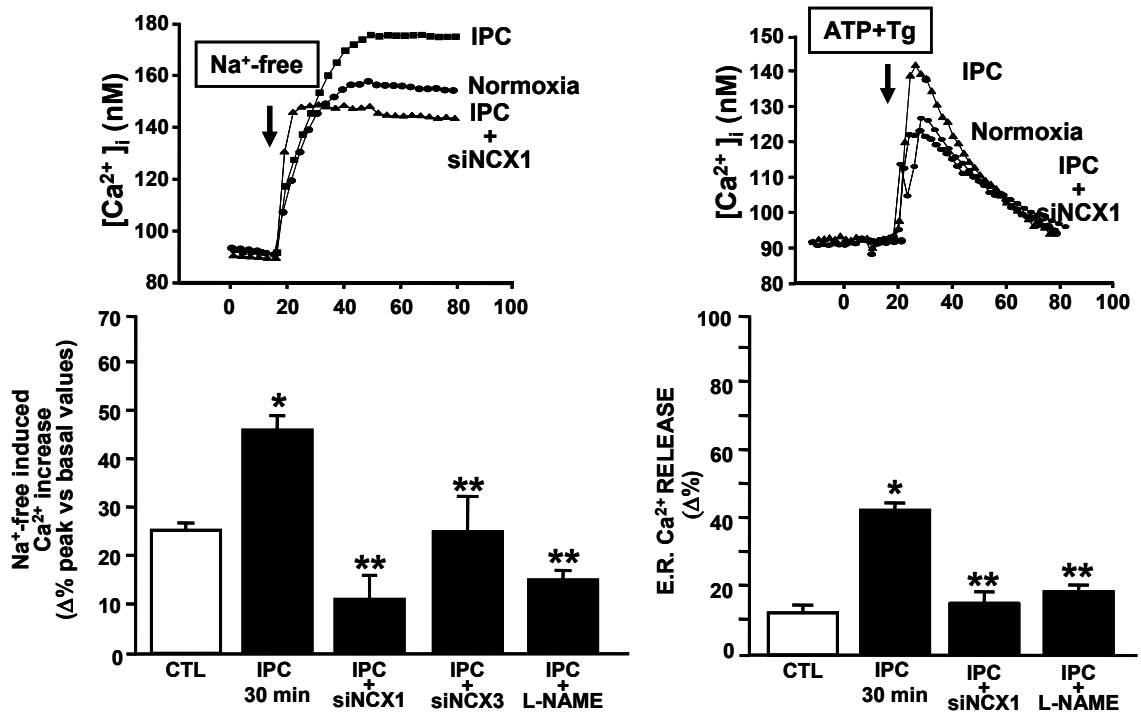 180
160
140
120
100
80
[Ca²⁺]ᵢ (nM)
Na⁺-free
IPC
Normoxia
IPC
+
siNCX1
0 20 40 60 80 100
150
140
130
120
110
100
90
80
[Ca²⁺]ᵢ (nM)
ATP+Tg
IPC
Normoxia
IPC
+
siNCX1
0 20 40 60 80 100
70
60
50
40
30
20
10
0
Na⁺-free induced
Ca²⁺ increase
(Δ% peak vs basal values)
*
**
**
**
CTL
IPC
30 min
IPC
+
siNCX1
IPC
+
siNCX3
IPC
+
L-NAME
100
80
60
40
20
0
E.R. Ca²⁺ RELEASE
(Δ%)
*
**
**
CTL
IPC
30 min
IPC
+
siNCX1
IPC
+
L-NAME